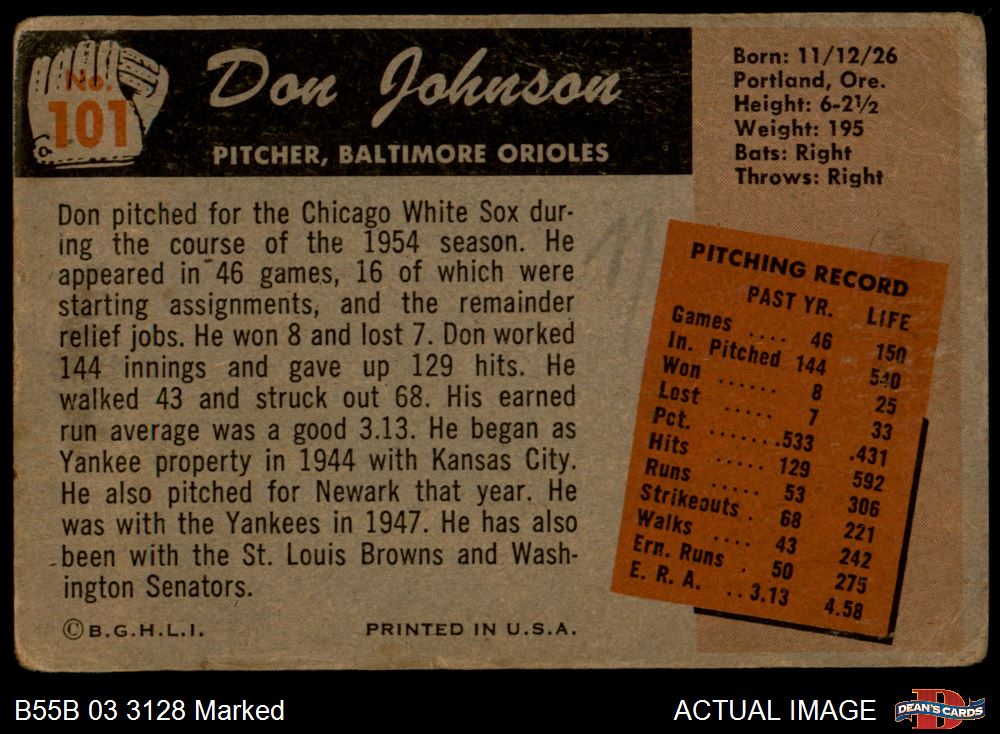 No.
101
Don Johnson
PITCHER, BALTIMORE ORIOLES
Born: 11/12/26
Portland, Ore.
Height: 6-2½
Weight: 195
Bats: Right
Throws: Right
Don pitched for the Chicago White Sox dur-
ing the course of the 1954 season. He
appeared in 46 games, 16 of which were
starting assignments, and the remainder
relief jobs. He won 8 and lost 7. Don worked
144 innings and gave up 129 hits. He
walked 43 and struck out 68. His earned
run average was a good 3.13. He began as
Yankee property in 1944 with Kansas City.
He also pitched for Newark that year. He
was with the Yankees in 1947. He has also
been with the St. Louis Browns and Wash-
ington Senators.
PITCHING RECORD
PAST YR. LIFE
Games .... 46 150
In. Pitched 144 540
Won ...... 8 25
Lost ..... 7 33
Pct. .......533 .431
Hits ..... 129 592
Runs ..... 53 306
Strikeouts . 68 221
Walks .... 43 242
Ern. Runs . 50 275
E. R. A. ..3.13 4.58
©B.G.H.L.I. PRINTED IN U.S.A.
B55B 03 3128 Marked
ACTUAL IMAGE
DEAN'S CARDS